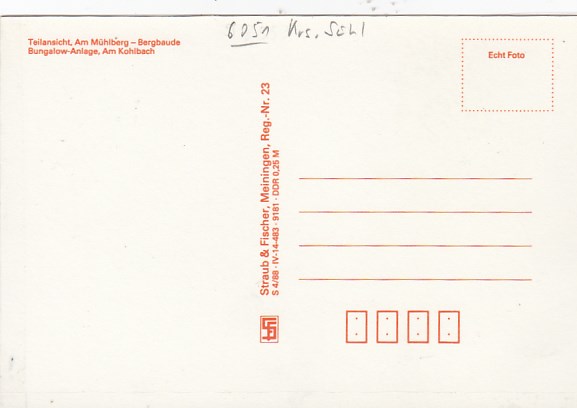 6051 Krs. Suhl
Teilansicht, Am Mühlberg – Bergbaude
Bungalow-Anlage, Am Kohlbach
Echt Foto
Straub & Fischer, Meiningen, Reg.-Nr. 23
S 4/88 · IV-14-483 · 9181 · DDR 0,25 M